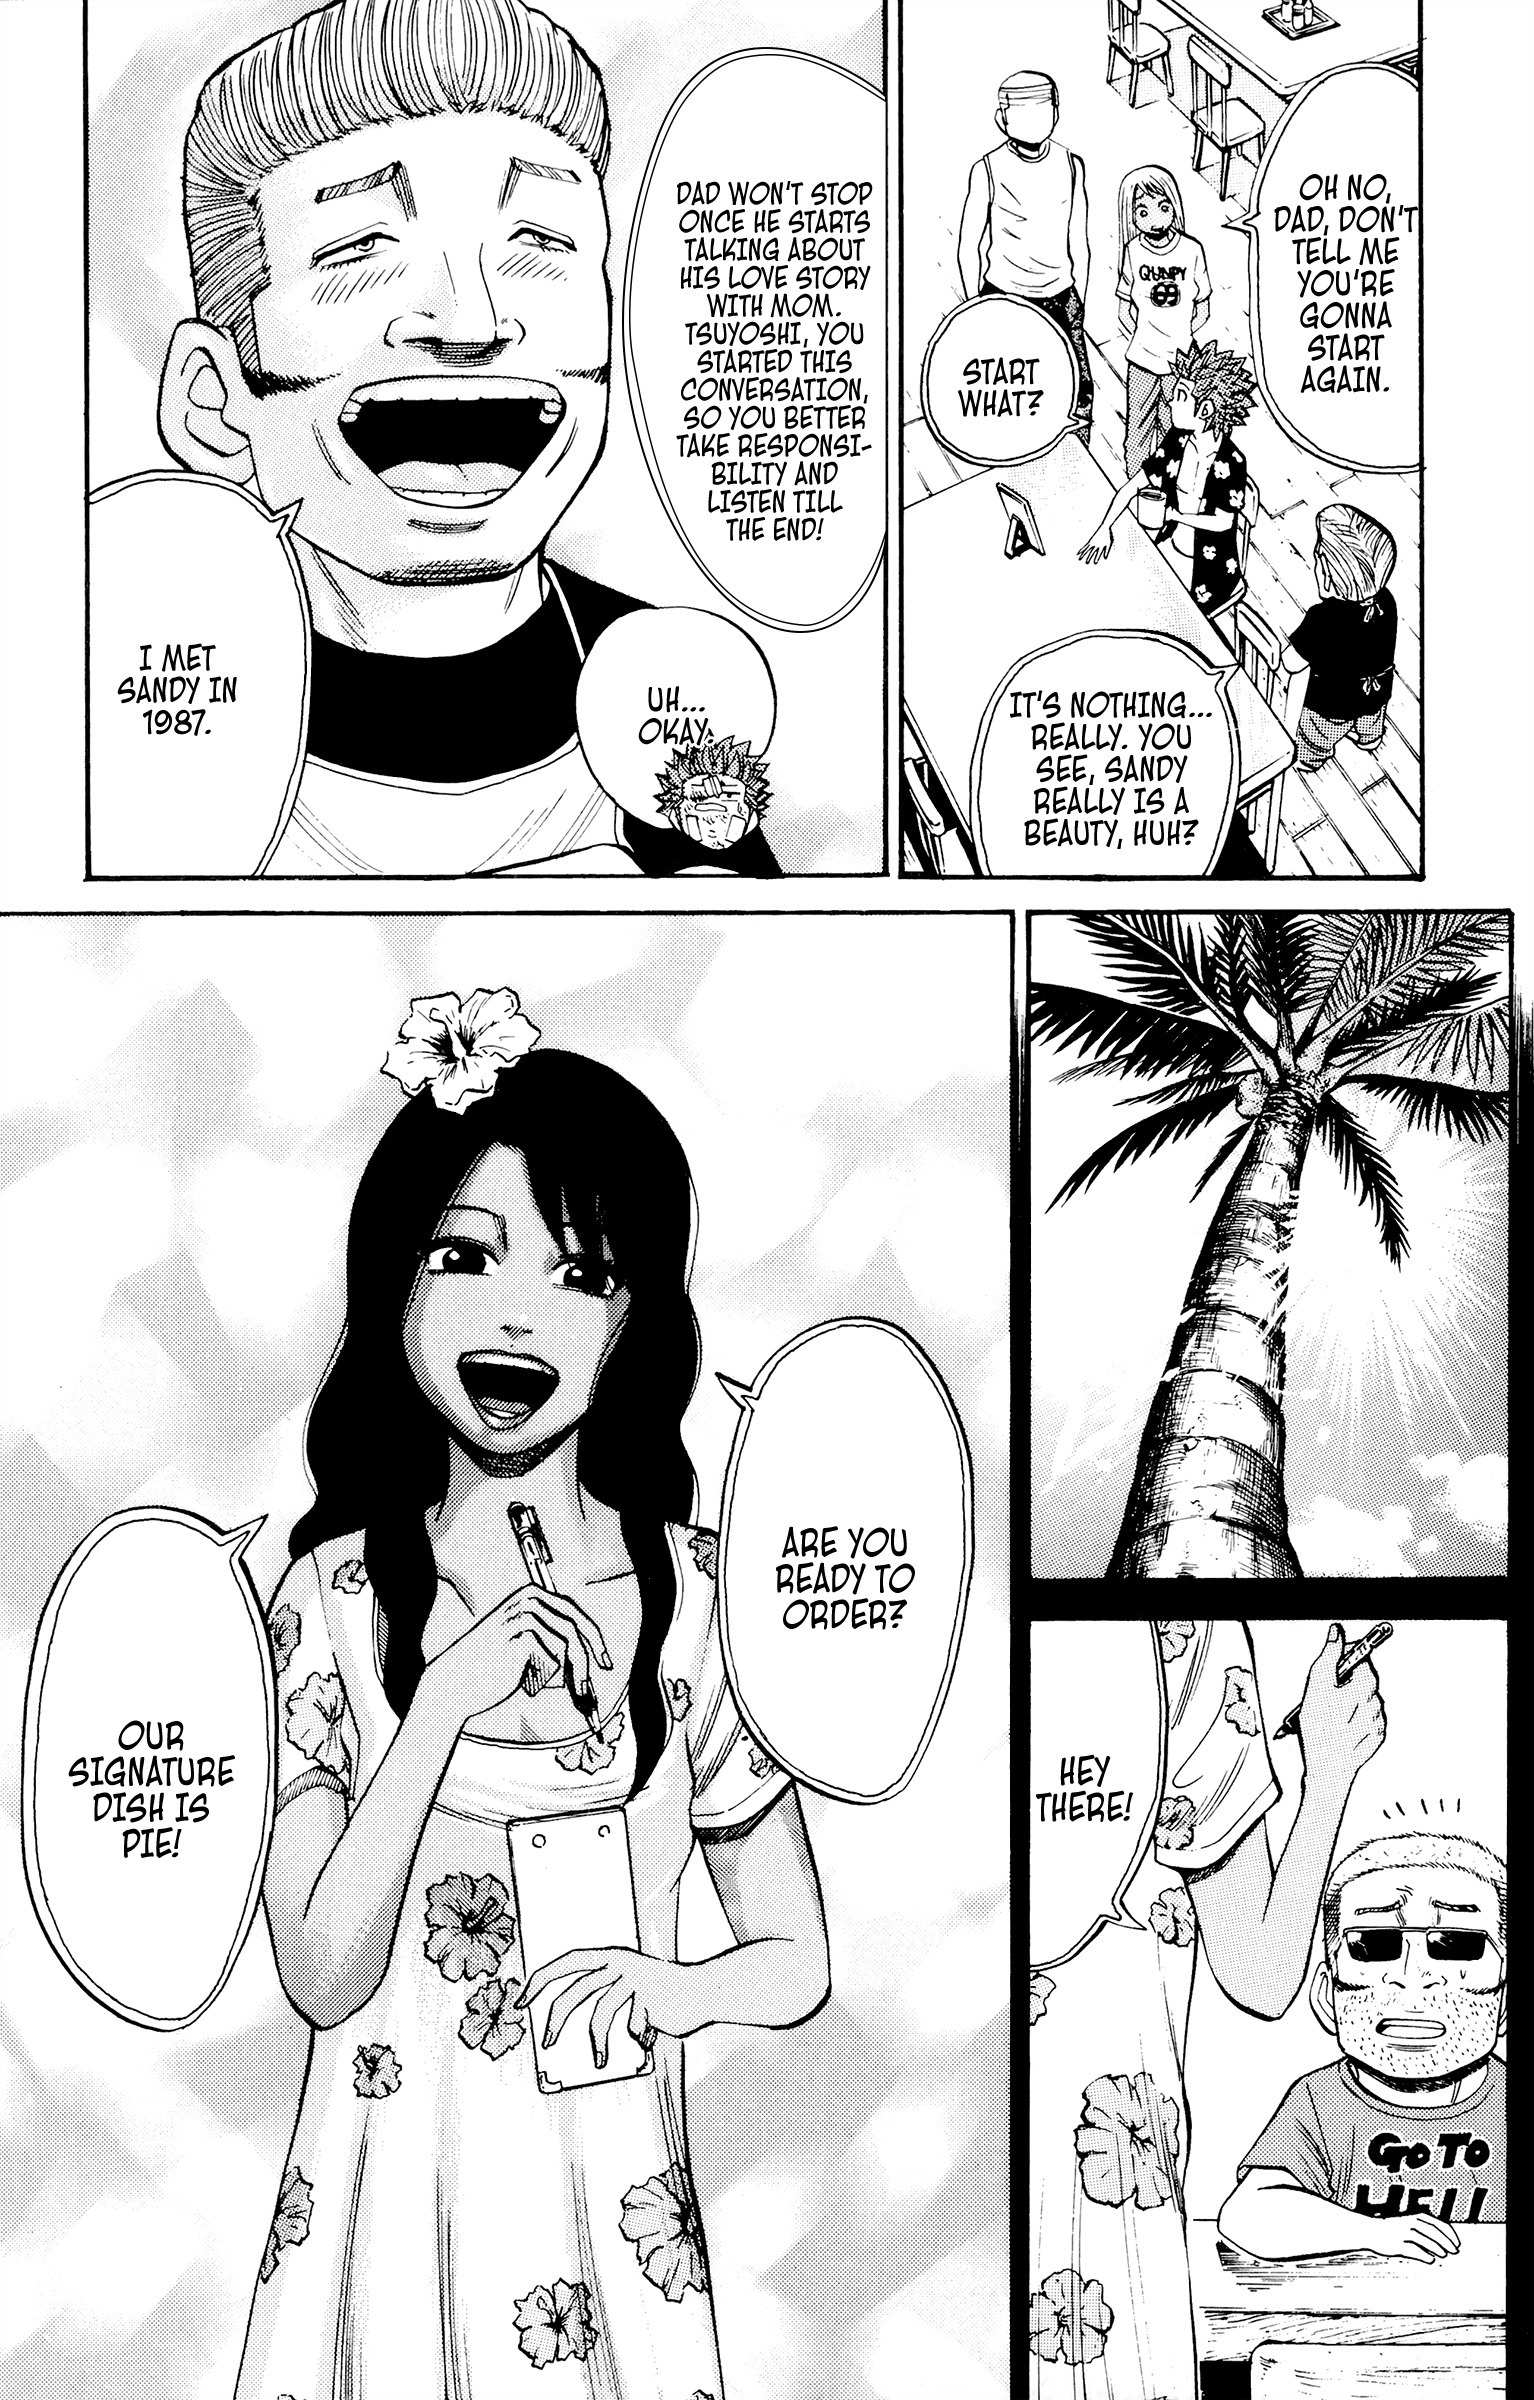 OH NO,
DAD, DON'T
TELL ME
YOU'RE
GONNA
START
AGAIN.
START
WHAT?
QUMPY
69
IT'S NOTHING...
REALLY. YOU
SEE, SANDY
REALLY IS A
BEAUTY, HUH?
DAD WON'T STOP
ONCE HE STARTS
TALKING ABOUT
HIS LOVE STORY
WITH MOM.
TSUYOSHI, YOU
STARTED THIS
CONVERSATION,
SO YOU BETTER
TAKE RESPONSI-
BILITY AND
LISTEN TILL
THE END!
UH...
OKAY.
I MET
SANDY IN
1987.
HEY
THERE!
GO TO
HELL
ARE YOU
READY TO
ORDER?
OUR
SIGNATURE
DISH IS
PIE!